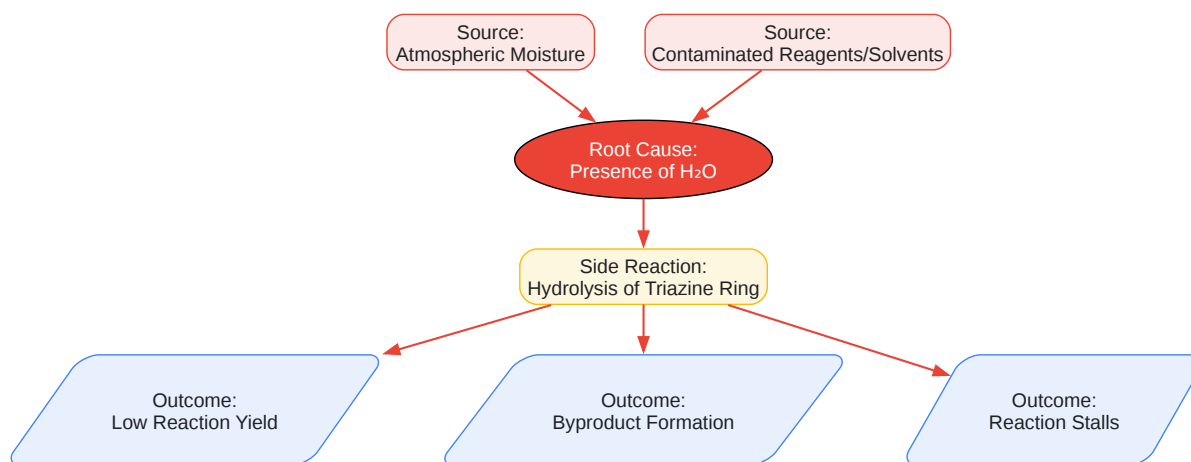 Source:
Atmospheric Moisture
Source:
Contaminated Reagents/Solvents
Root Cause:
Presence of H₂O
Side Reaction:
Hydrolysis of Triazine Ring
Outcome:
Low Reaction Yield
Outcome:
Byproduct Formation
Outcome:
Reaction Stalls